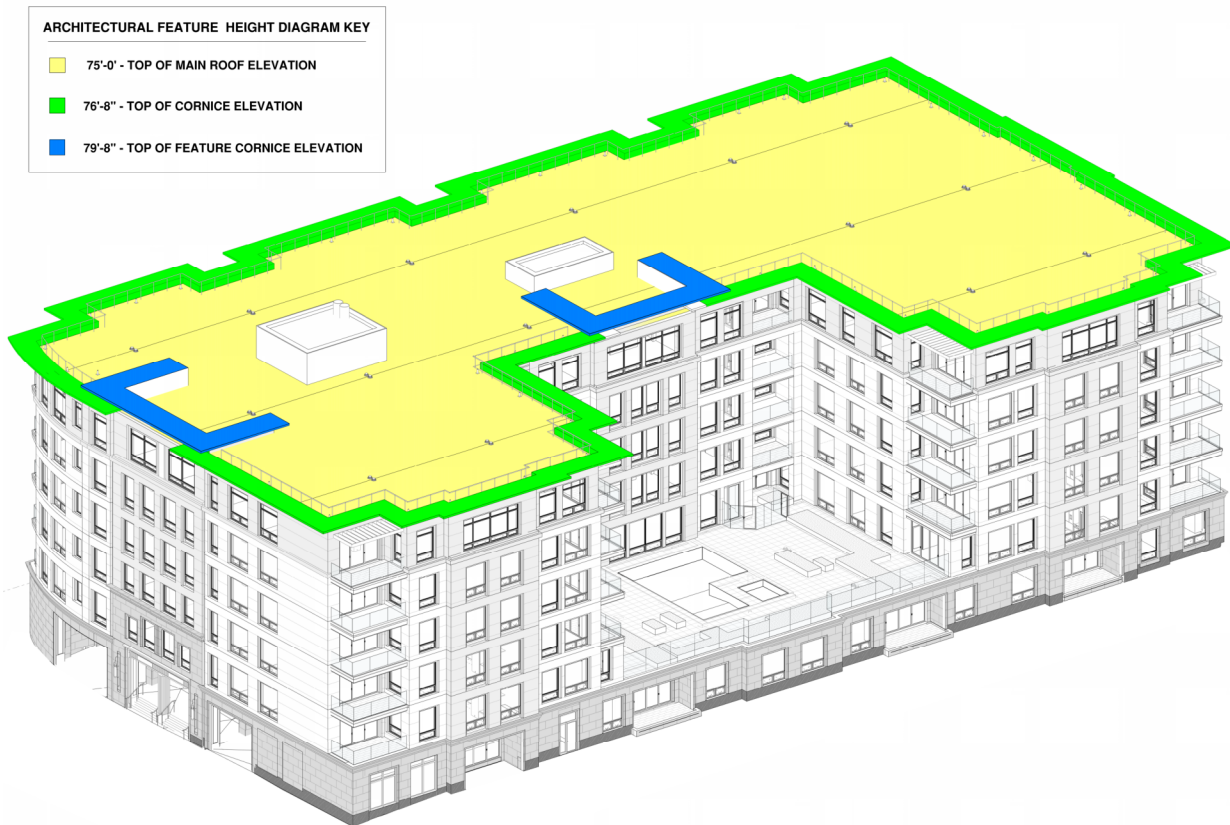 ARCHITECTURAL FEATURE HEIGHT DIAGRAM KEY
75'-0' - TOP OF MAIN ROOF ELEVATION
76'-8" - TOP OF CORNICE ELEVATION
79'-8" - TOP OF FEATURE CORNICE ELEVATION